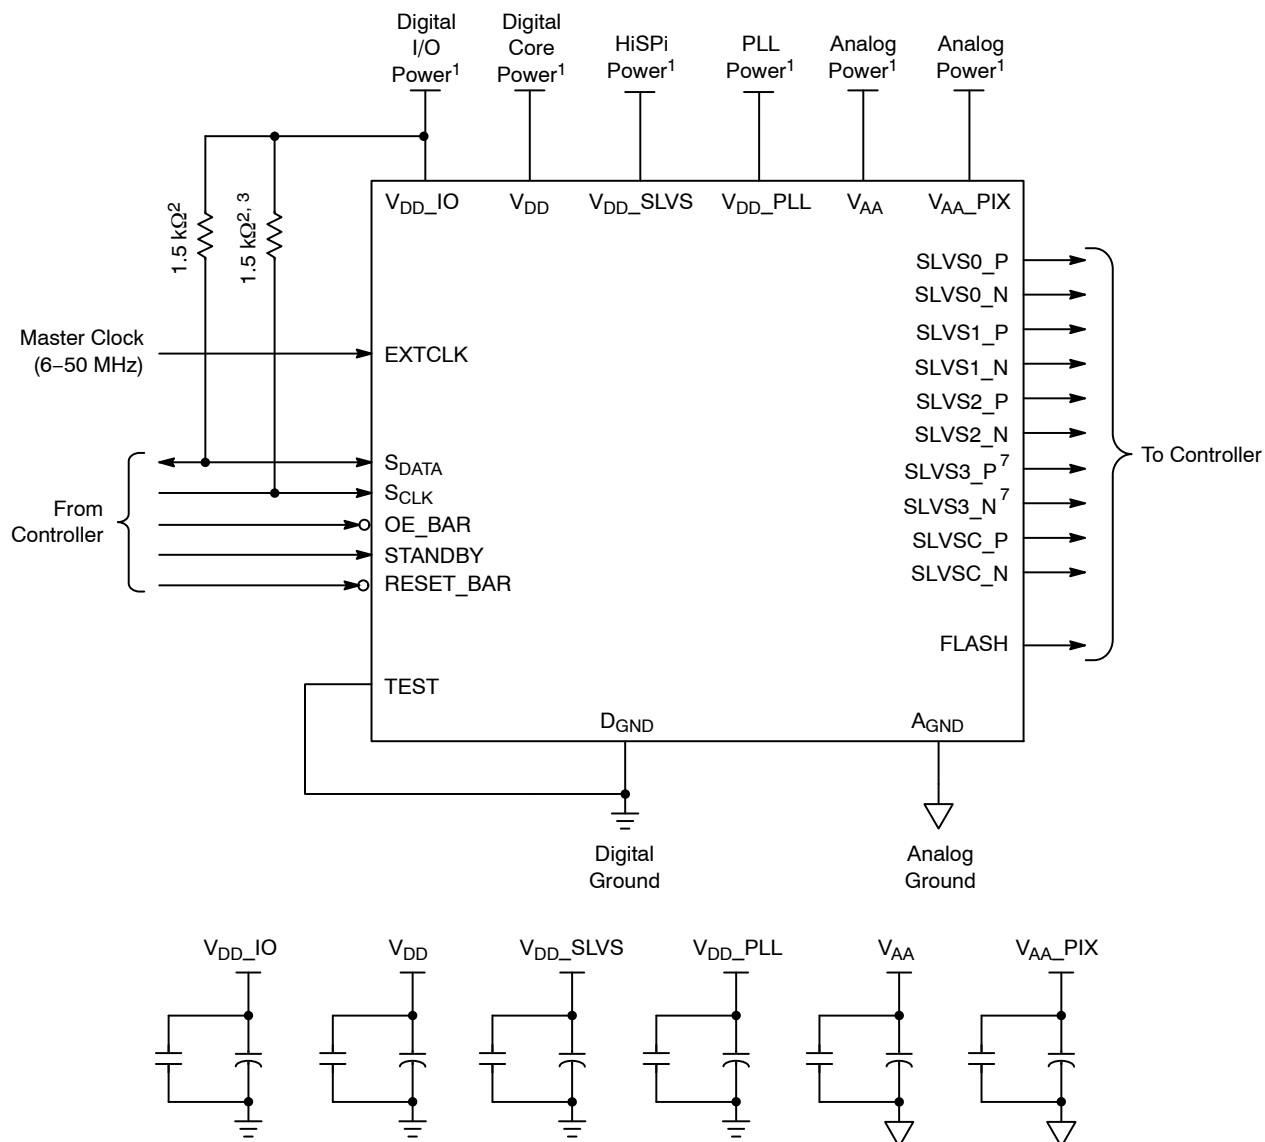 Digital
I/O
Power1
Digital
Core
Power1
HiSPi
Power1
PLL
Power1
Analog
Power1
Analog
Power1
1.5 kΩ2
1.5 kΩ2, 3
VDD_IO
VDD
VDD_SLVS
VDD_PLL
VAA
VAA_PIX
Master Clock
(6–50 MHz)
EXTCLK
From
Controller
SDATA
SCLK
OE_BAR
STANDBY
RESET_BAR
TEST
SLVS0_P
SLVS0_N
SLVS1_P
SLVS1_N
SLVS2_P
SLVS2_N
SLVS3_P7
SLVS3_N7
SLVSC_P
SLVSC_N
FLASH
To Controller
DGND
AGND
Digital
Ground
Analog
Ground
VDD_IO
VDD
VDD_SLVS
VDD_PLL
VAA
VAA_PIX